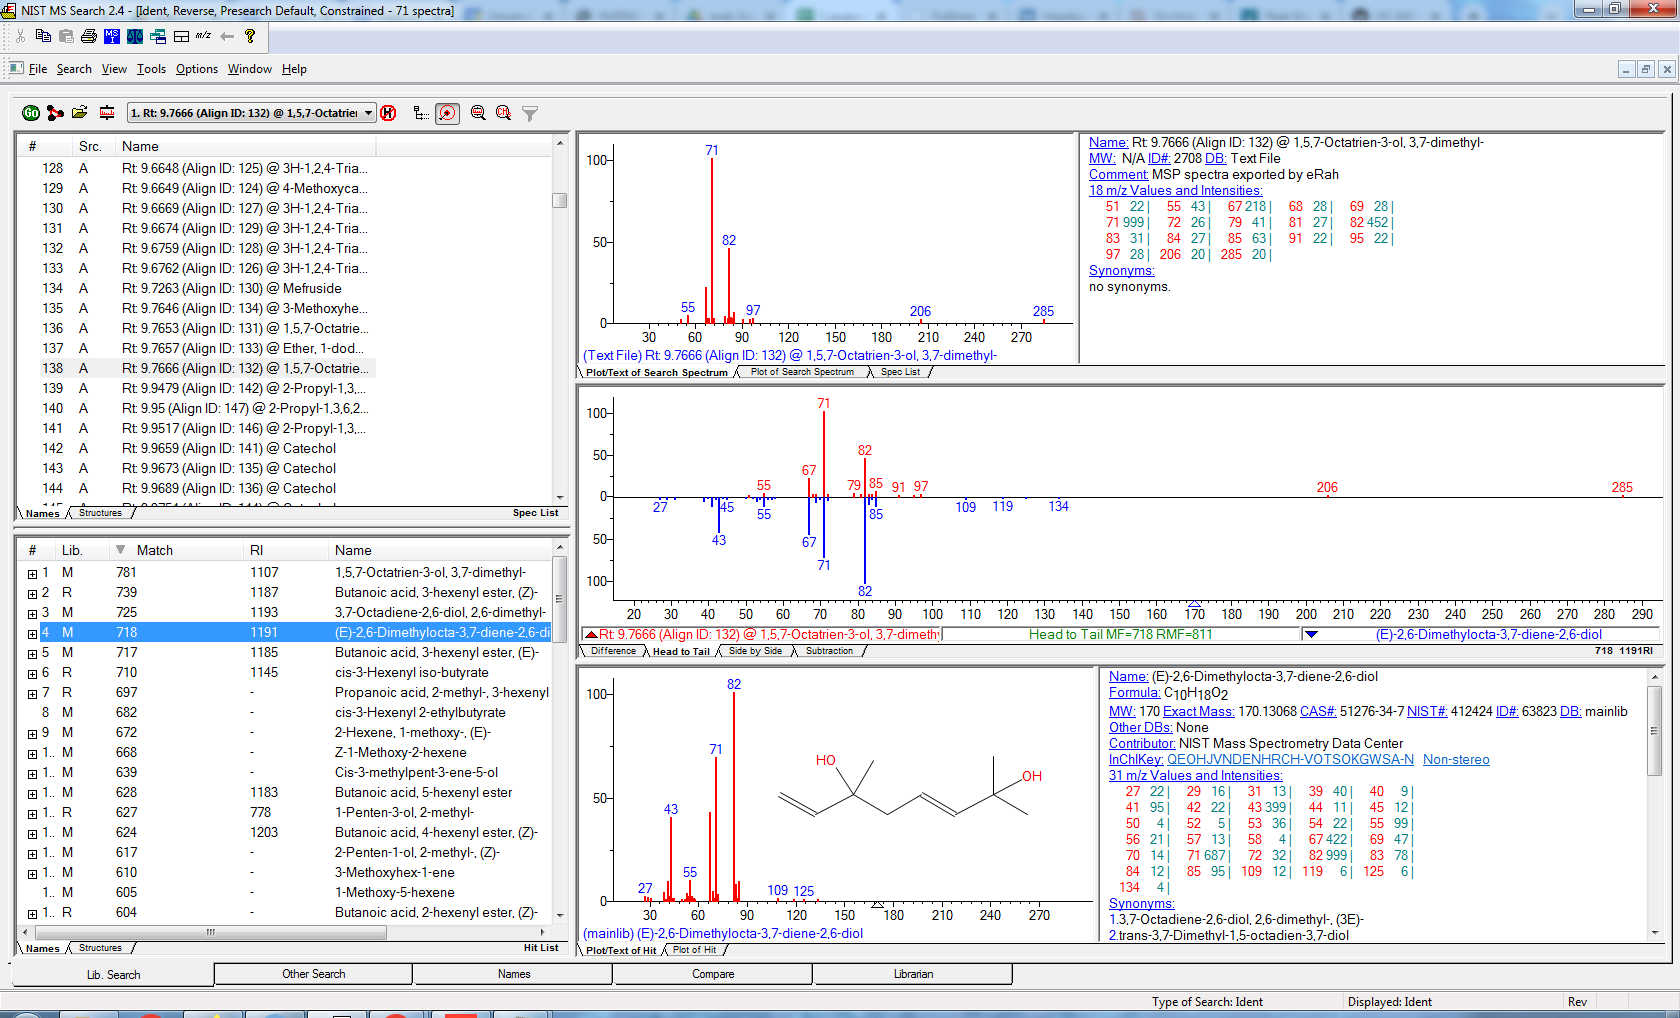 NIST MS Search 2.4 - [Ident, Reverse, Presearch Default, Constrained - 71 spectra]
File Search View Tools Options Window Help
1. Rt: 9.7666 (Align ID: 132) @ 1,5,7-Octatrien
# Src. Name
128 A Rt: 9.6648 (Align ID: 125) @ 3H-1,2,4-Tria...
129 A Rt: 9.6649 (Align ID: 124) @ 4-Methoxyca...
130 A Rt: 9.6669 (Align ID: 127) @ 3H-1,2,4-Tria...
131 A Rt: 9.6674 (Align ID: 129) @ 3H-1,2,4-Tria...
132 A Rt: 9.6759 (Align ID: 128) @ 3H-1,2,4-Tria...
133 A Rt: 9.6762 (Align ID: 126) @ 3H-1,2,4-Tria...
134 A Rt: 9.7263 (Align ID: 130) @ Mefruside
135 A Rt: 9.7646 (Align ID: 134) @ 3-Methoxyhe...
136 A Rt: 9.7653 (Align ID: 131) @ 1,5,7-Octatrie...
137 A Rt: 9.7657 (Align ID: 133) @ Ether, 1-dod...
138 A Rt: 9.7666 (Align ID: 132) @ 1,5,7-Octatrie...
139 A Rt: 9.9479 (Align ID: 142) @ 2-Propyl-1,3,...
140 A Rt: 9.95 (Align ID: 147) @ 2-Propyl-1,3,6,2...
141 A Rt: 9.9517 (Align ID: 146) @ 2-Propyl-1,3,...
142 A Rt: 9.9659 (Align ID: 141) @ Catechol
143 A Rt: 9.9673 (Align ID: 135) @ Catechol
144 A Rt: 9.9689 (Align ID: 136) @ Catechol
Names Structures Spec List
# Lib. Match RI Name
1 M 781 1107 1,5,7-Octatrien-3-ol, 3,7-dimethyl-
2 R 739 1187 Butanoic acid, 3-hexenyl ester, (Z)-
3 M 725 1193 3,7-Octadiene-2,6-diol, 2,6-dimethyl-
4 M 718 1191 (E)-2,6-Dimethylocta-3,7-diene-2,6-di
5 M 717 1185 Butanoic acid, 3-hexenyl ester, (E)-
6 R 710 1145 cis-3-Hexenyl iso-butyrate
7 R 697 - Propanoic acid, 2-methyl-, 3-hexenyl
8 M 682 - cis-3-Hexenyl 2-ethylbutyrate
9 M 672 - 2-Hexene, 1-methoxy-, (E)-
1.. M 668 - Z-1-Methoxy-2-hexene
1.. M 639 - Cis-3-methylpent-3-ene-5-ol
1.. M 628 1183 Butanoic acid, 5-hexenyl ester
1.. R 627 778 1-Penten-3-ol, 2-methyl-
1.. M 624 1203 Butanoic acid, 4-hexenyl ester, (Z)-
1.. M 617 - 2-Penten-1-ol, 2-methyl-, (Z)-
1.. M 610 - 3-Methoxyhex-1-ene
1.. M 605 - 1-Methoxy-5-hexene
1.. R 604 - Butanoic acid, 2-hexenyl ester, (Z)-
Names Structures Hit List
100 50 0
71 82 55 97 206 285
30 60 90 120 150 180 210 240 270
(Text File) Rt: 9.7666 (Align ID: 132) @ 1,5,7-Octatrien-3-ol, 3,7-dimethyl-
Plot/Text of Search Spectrum Plot of Search Spectrum Spec List
Name: Rt: 9.7666 (Align ID: 132) @ 1,5,7-Octatrien-3-ol, 3,7-dimethyl-
MW: N/A ID#: 2708 DB: Text File
Comment: MSP spectra exported by eRah
18 m/z Values and Intensities:
51 22| 55 43| 67 218| 68 28| 69 28|
71 999| 72 26| 79 41| 81 27| 82 452|
83 31| 84 27| 85 63| 91 22| 95 22|
97 28| 206 20| 285 20|
Synonyms:
no synonyms.
100 50 0 50 100
71 82 67 55 79 85 91 97 206 285
27 45 43 55 67 71 82 85 109 119 134
20 30 40 50 60 70 80 90 100 110 120 130 140 150 160 170 180 190 200 210 220 230 240 250 260 270 280 290
Rt: 9.7666 (Align ID: 132) @ 1,5,7-Octatrien-3-ol, 3,7-dimethy
Head to Tail MF=718 RMF=811
(E)-2,6-Dimethylocta-3,7-diene-2,6-diol
Difference Head to Tail Side by Side Subtraction 718 1191RI
100 50 0
82 71 43 55 27 109 125
HO OH
30 60 90 120 150 180 210 240 270
(mainlib) (E)-2,6-Dimethylocta-3,7-diene-2,6-diol
Plot/Text of Hit Plot of Hit
Name: (E)-2,6-Dimethylocta-3,7-diene-2,6-diol
Formula: C10H18O2
MW: 170 Exact Mass: 170.13068 CAS#: 51276-34-7 NIST#: 412424 ID#: 63823 DB: mainlib
Other DBs: None
Contributor: NIST Mass Spectrometry Data Center
InChIKey: QEOHJVNDENHRCH-VOTSOKGWSA-N Non-stereo
31 m/z Values and Intensities:
27 22| 29 16| 31 13| 39 40| 40 9|
41 95| 42 22| 43 399| 44 11| 45 12|
50 4| 52 5| 53 36| 54 22| 55 99|
56 21| 57 13| 58 4| 67 422| 69 47|
70 14| 71 687| 72 32| 82 999| 83 78|
84 12| 85 95| 109 12| 119 6| 125 6|
134 4|
Synonyms:
1.3,7-Octadiene-2,6-diol, 2,6-dimethyl-, (3E)-
2.trans-3,7-Dimethyl-1,5-octadien-3,7-diol
Lib. Search Other Search Names Compare Librarian
Type of Search: Ident Displayed: Ident Rev